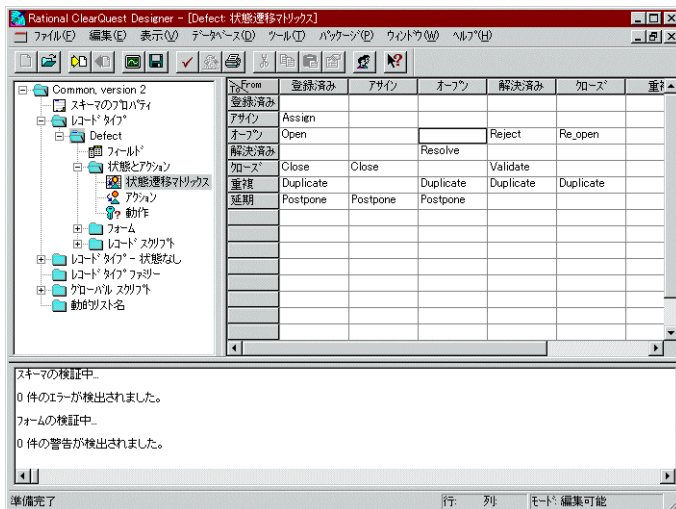 Rational ClearQuest Designer - [Defect: 状態遷移マトリックス]
ファイル(F) 編集(E) 表示(V) データベース(D) ツール(T) パッケージ(P) ウィンドウ(W) ヘルプ(H)
Common, version 2
スキーマのプロパティ
レコード タイプ
Defect
フィールド
状態とアクション
状態遷移マトリックス
アクション
動作
フォーム
レコード スクリプト
レコード タイプ - 状態なし
レコード タイプ ファミリー
グローバル スクリプト
動的リスト名
To From 登録済み アサイン オープン 解決済み クローズ 重複
登録済み
アサイン Assign
オープン Open Reject Re_open
解決済み Resolve
クローズ Close Close Validate
重複 Duplicate Duplicate Duplicate Duplicate
延期 Postpone Postpone Postpone
スキーマの検証中...
0 件のエラーが検出されました。
フォームの検証中...
0 件の警告が検出されました。
準備完了 行: 列: モード: 編集可能